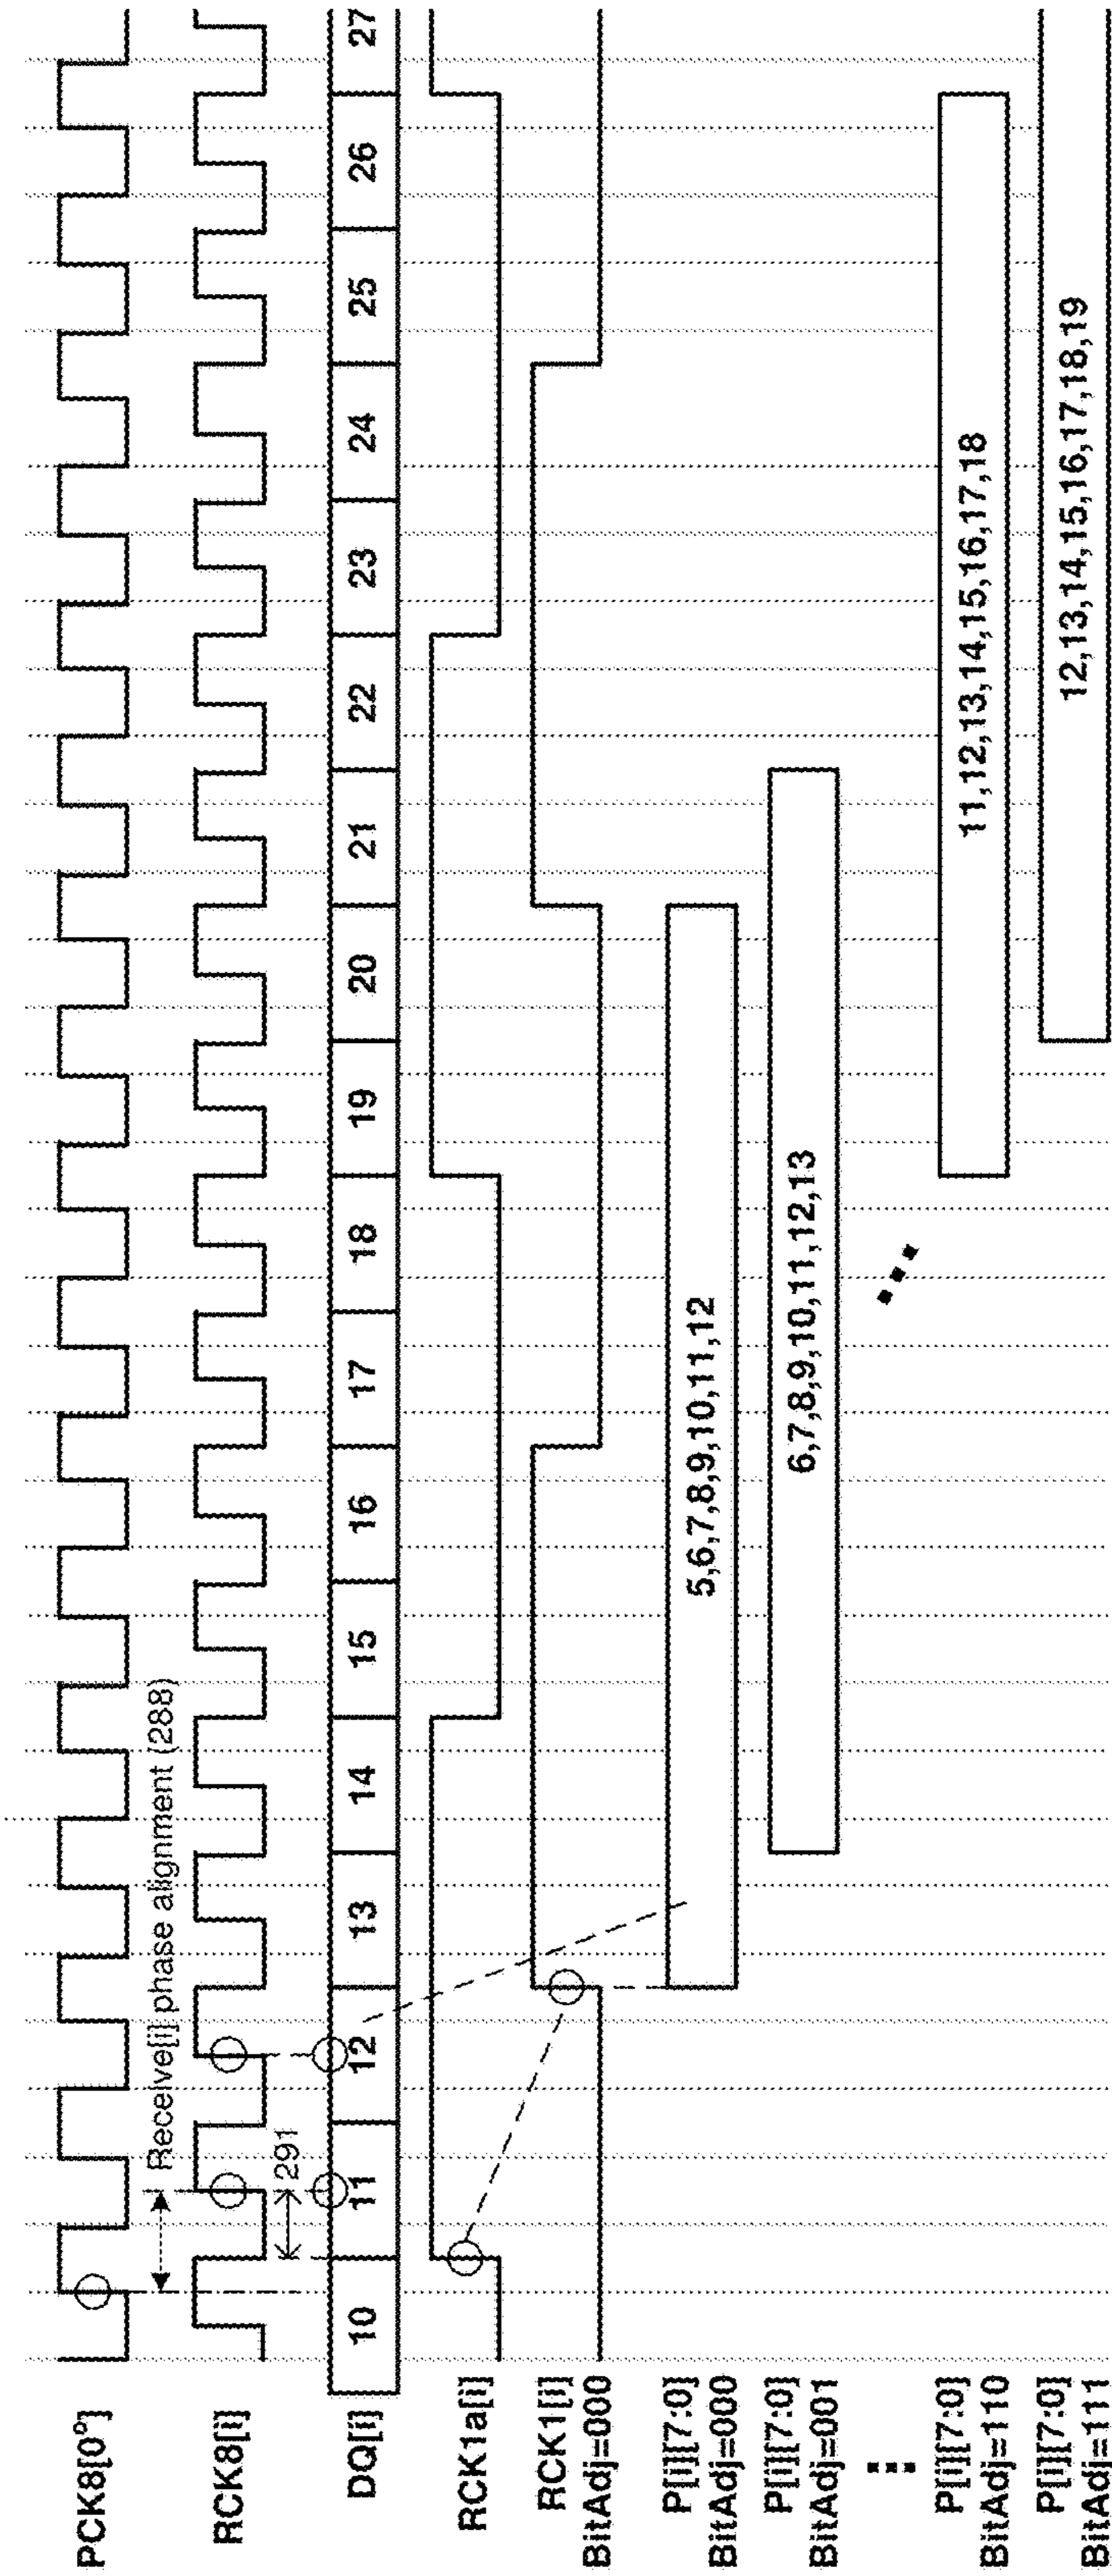 PCK8[0°]
Receive[i] phase alignment (288)
RCK8[i]
291
DQ[i]
10 11 12 13 14 15 16 17 18 19 20 21 22 23 24 25 26 27
RCK1a[i]
RCK1[i]
BitAdj=000
P[i][7:0]
BitAdj=000
5,6,7,8,9,10,11,12
P[i][7:0]
BitAdj=001
6,7,8,9,10,11,12,13
P[i][7:0]
BitAdj=110
11,12,13,14,15,16,17,18
P[i][7:0]
BitAdj=111
12,13,14,15,16,17,18,19